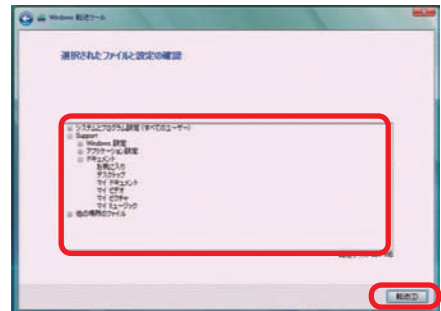 Windows 転送ツール
選択されたファイルと設定の確認
システムとプログラム設定 (すべてのユーザー)
Support
Windows 設定
アプリケーション設定
ドキュメント
お気に入り
デスクトップ
マイ ドキュメント
マイ ビデオ
マイ ピクチャ
マイ ミュージック
他の場所のファイル
転送(T)